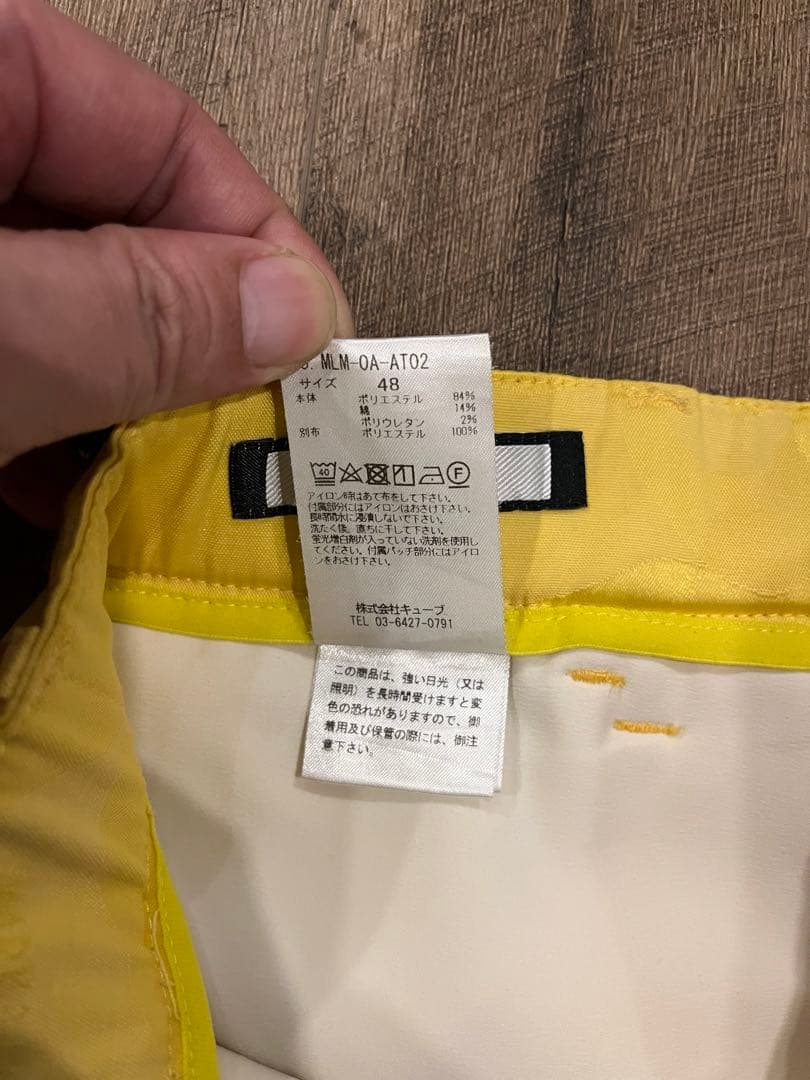 MLM-0A-AT02
サイズ 48
本体 ポリエステル 84%
綿 14%
ポリウレタン 2%
別布 ポリエステル 100%
40 F
アイロン時はあて布をして下さい。
付属部分にはアイロンはおさけ下さい。
長時間水に浸漬しないで下さい。
洗たく後、直ちに干して下さい。
蛍光増白剤が入っていない洗剤を使用し
てください。付属パッチ部分にはアイロ
ンをおさけ下さい。
株式会社キューブ
TEL 03-6427-0791
この商品は、強い日光（又は
照明）を長時間受けますと変
色の恐れがありますので、御
着用及び保管の際には、御注
意下さい。